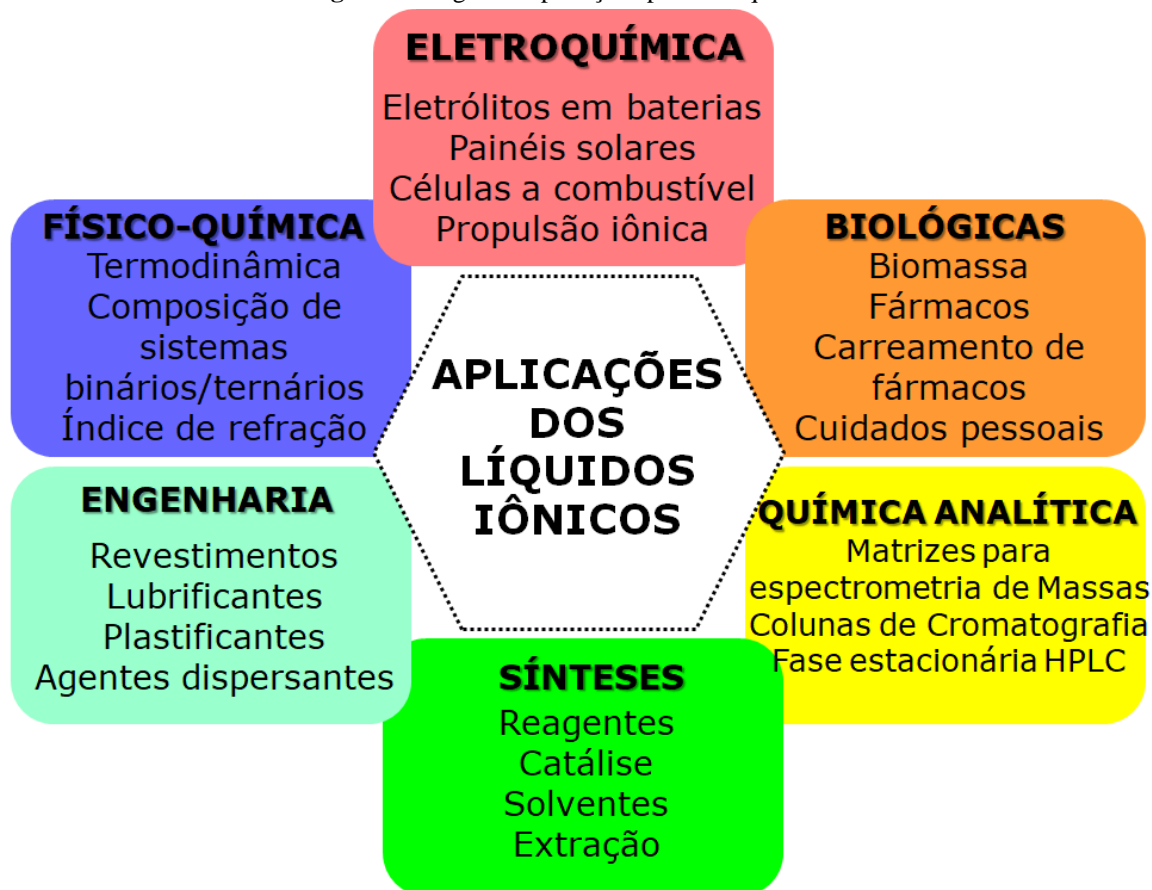 ELETROQUÍMICA
Eletrólitos em baterias
Painéis solares
Células a combustível
Propulsão iônica
FÍSICO-QUÍMICA
Termodinâmica
Composição de
sistemas
binários/ternários
Índice de refração
BIOLÓGICAS
Biomassa
Fármacos
Carreamento de
fármacos
Cuidados pessoais
APLICAÇÕES
DOS
LÍQUIDOS
IÔNICOS
ENGENHARIA
Revestimentos
Lubrificantes
Plastificantes
Agentes dispersantes
QUÍMICA ANALÍTICA
Matrizes para
espectrometria de Massas
Colunas de Cromatografia
Fase estacionária HPLC
SÍNTESES
Reagentes
Catálise
Solventes
Extração